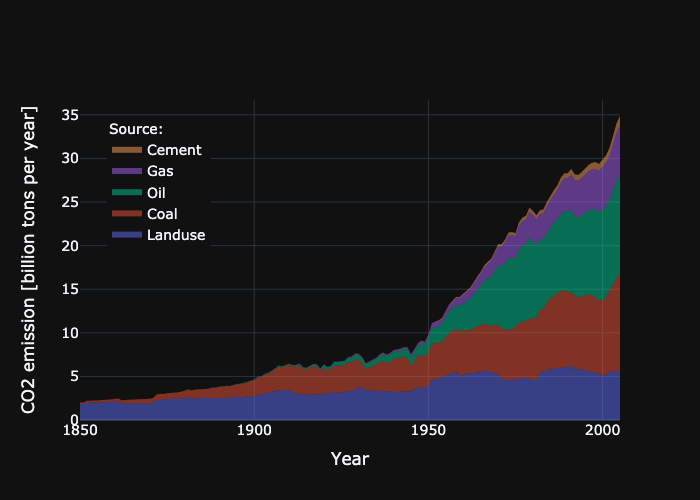 CO2 emission [billion tons per year]
35
30
25
20
15
10
5
0
Source:
Cement
Gas
Oil
Coal
Landuse
1850 1900 1950 2000
Year